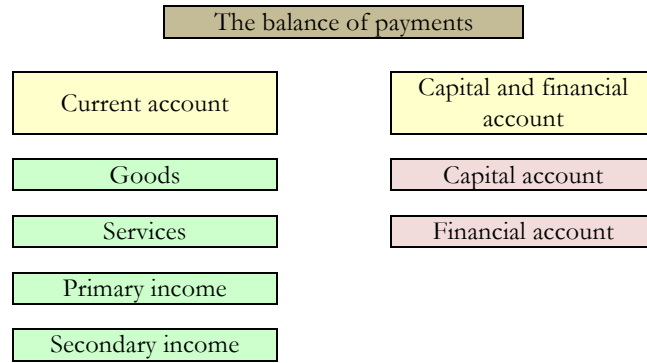 The balance of payments
Current account
Goods
Services
Primary income
Secondary income
Capital and financial
account
Capital account
Financial account